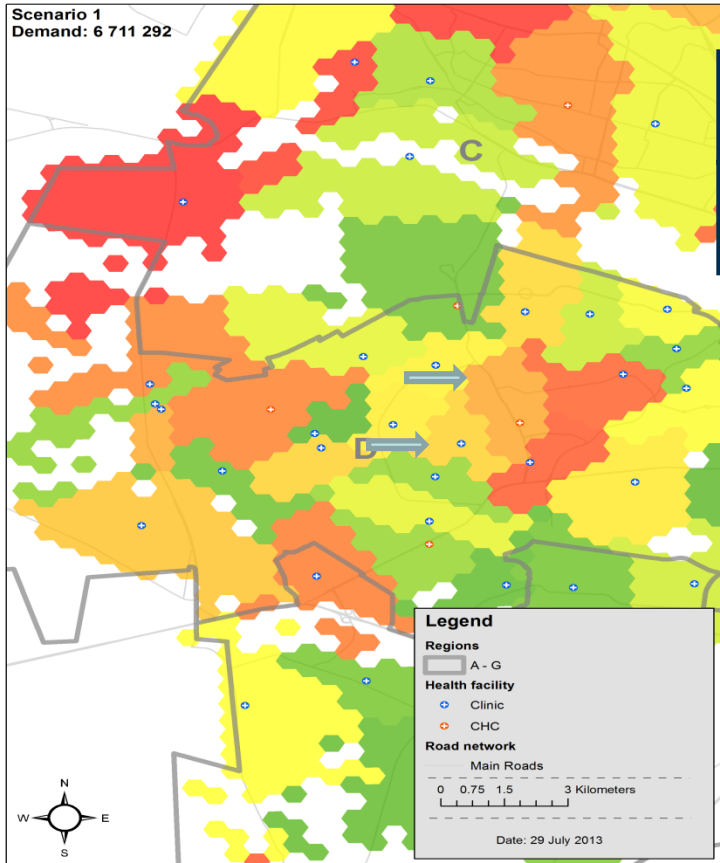 Scenario 1
Demand: 6 711 292
C
D
Legend
Regions
A - G
Health facility
Clinic
CHC
Road network
Main Roads
0 0.75 1.5 3 Kilometers
Date: 29 July 2013
N
W E
S